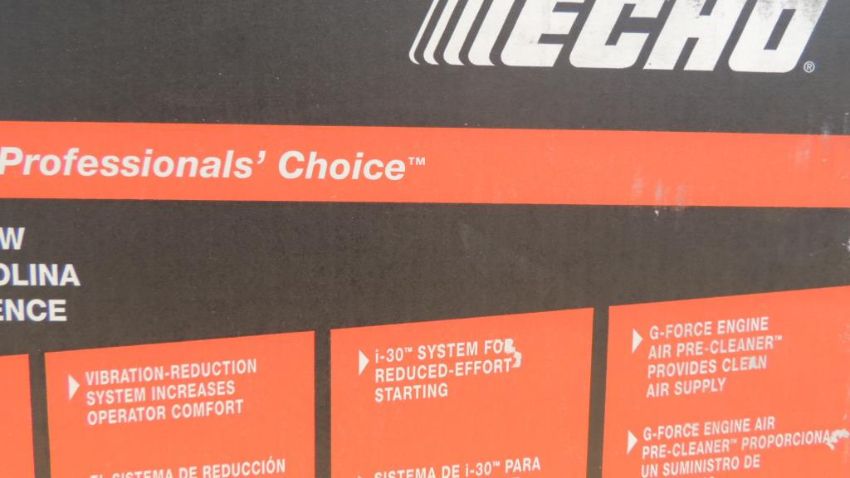 ECHO®
Professionals' Choice™
OLINA
ENCE
VIBRATION-REDUCTION
SYSTEM INCREASES
OPERATOR COMFORT
EL SISTEMA DE REDUCCIÓN
i-30™ SYSTEM FOR
REDUCED-EFFORT
STARTING
SISTEMA DE i-30™ PARA
G-FORCE ENGINE
AIR PRE-CLEANER™
PROVIDES CLEAN
AIR SUPPLY
G-FORCE ENGINE AIR
PRE-CLEANER™ PROPORCIONA
UN SUMINISTRO DE